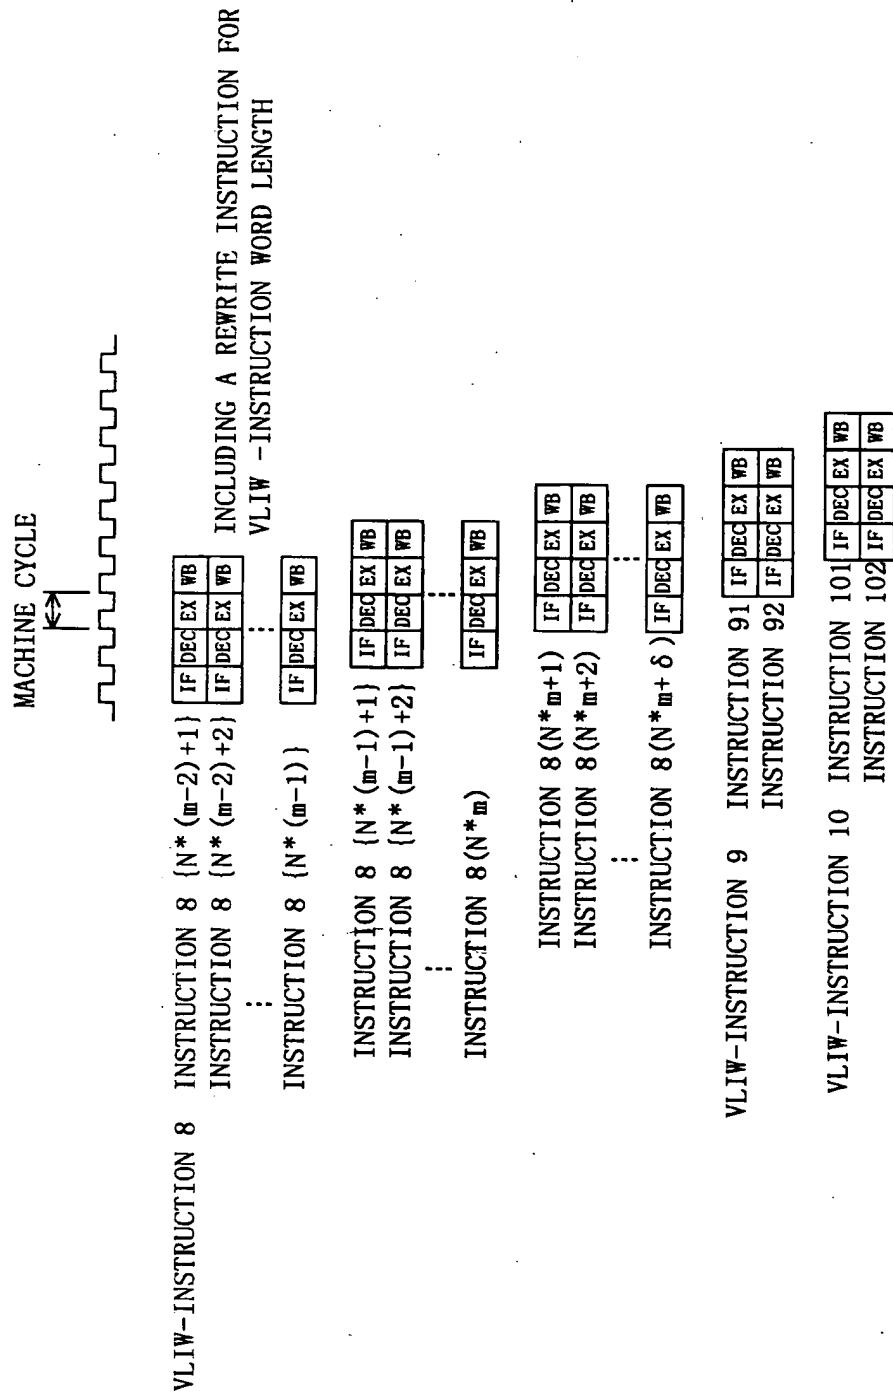 MACHINE CYCLE
VLIW-INSTRUCTION 8 INSTRUCTION 8 {N*(m-2)+1} IF DEC EX WB
INSTRUCTION 8 {N*(m-2)+2} IF DEC EX WB
INCLUDING A REWRITE INSTRUCTION FOR
VLIW -INSTRUCTION WORD LENGTH
INSTRUCTION 8 {N*(m-1)} IF DEC EX WB
INSTRUCTION 8 {N*(m-1)+1} IF DEC EX WB
INSTRUCTION 8 {N*(m-1)+2} IF DEC EX WB
INSTRUCTION 8(N*m) IF DEC EX WB
INSTRUCTION 8(N*m+1) IF DEC EX WB
INSTRUCTION 8(N*m+2) IF DEC EX WB
INSTRUCTION 8(N*m+δ) IF DEC EX WB
VLIW-INSTRUCTION 9 INSTRUCTION 91 IF DEC EX WB
INSTRUCTION 92 IF DEC EX WB
VLIW-INSTRUCTION 10 INSTRUCTION 101 IF DEC EX WB
INSTRUCTION 102 IF DEC EX WB